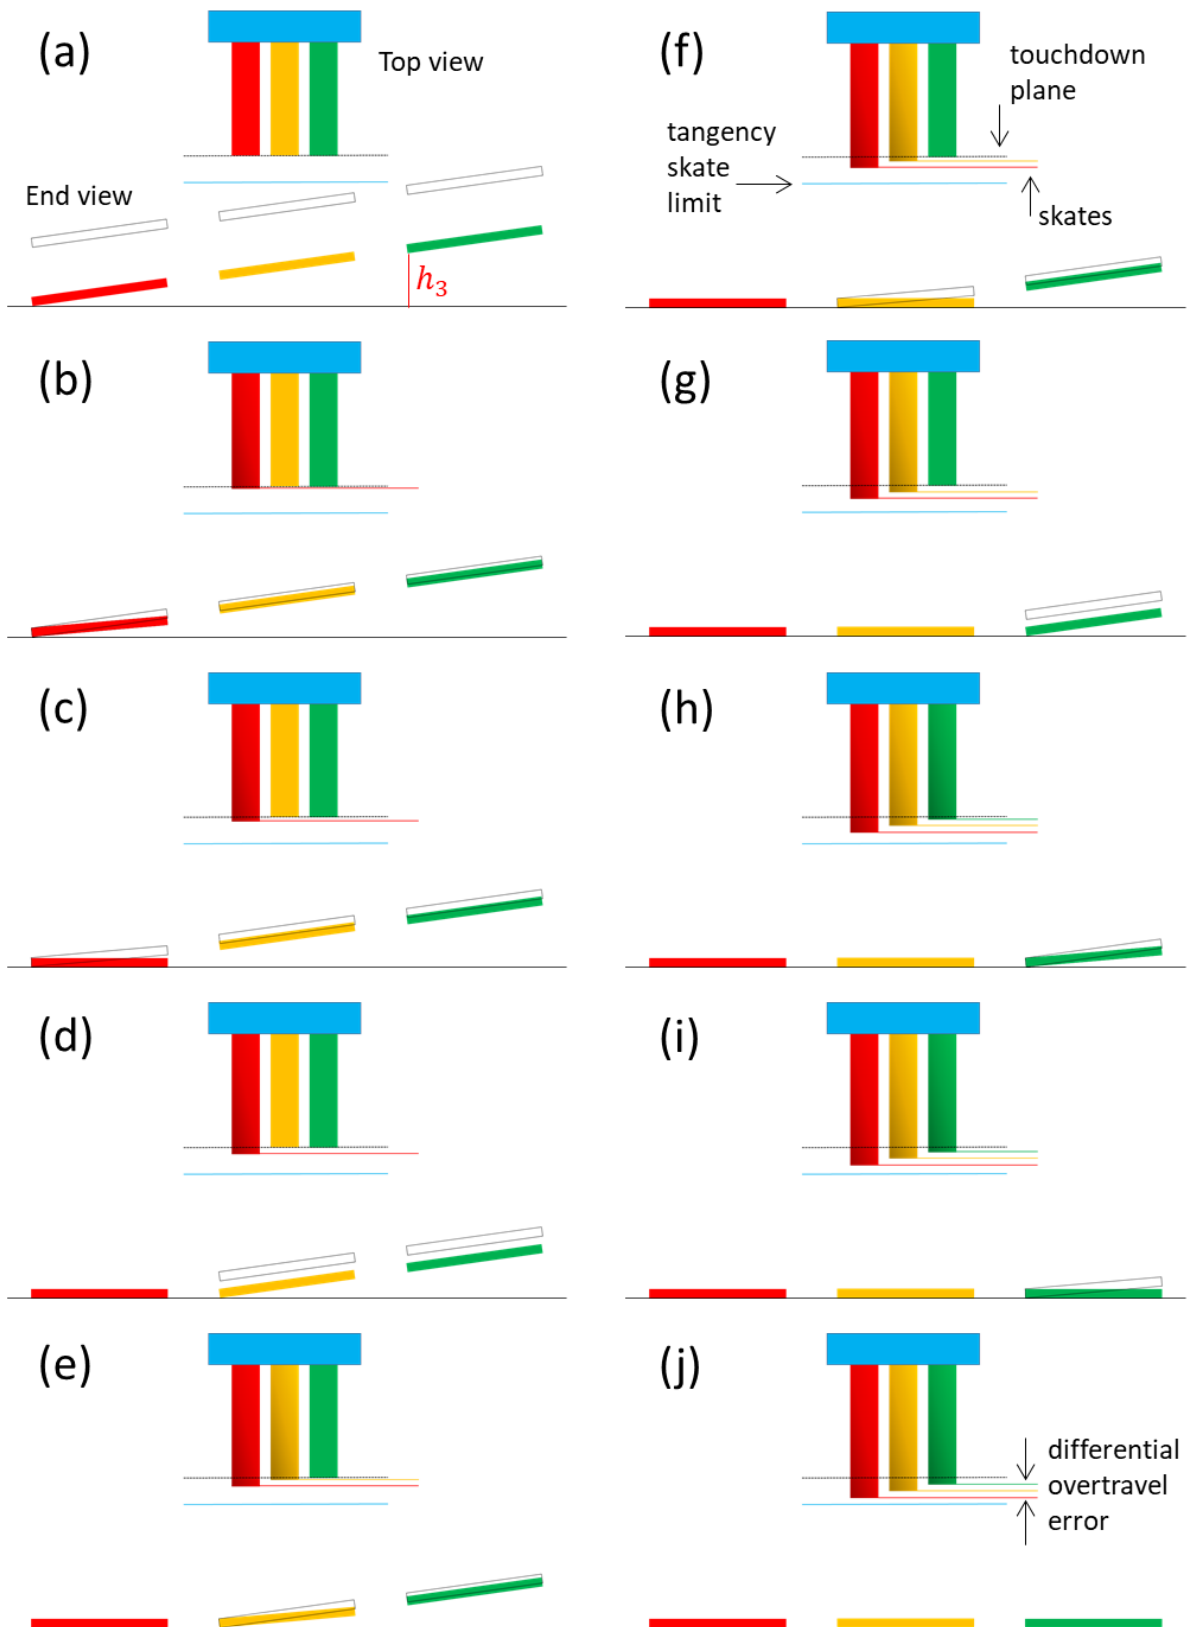 (a)
Top view
End view
h₃
(b)
(c)
(d)
(e)
(f)
touchdown
plane
tangency
skate
limit
skates
(g)
(h)
(i)
(j)
differential
overtravel
error